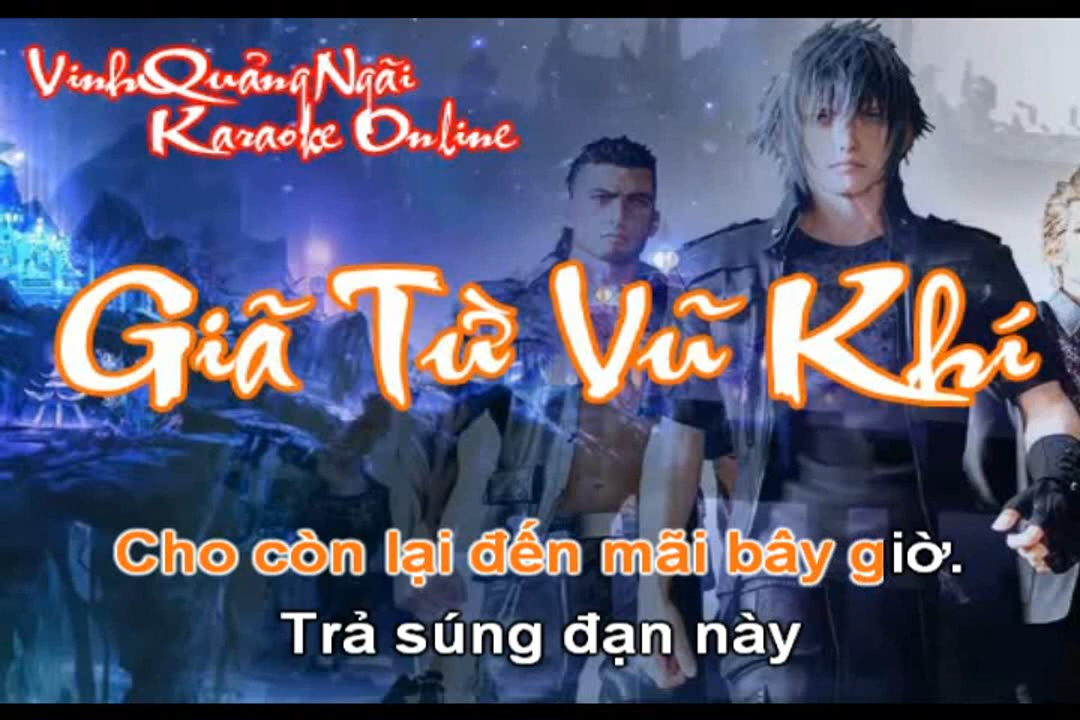 VinhQuảngNgãi
Karaoke Online
Giã Từ Vũ Khí
Cho còn lại đến mãi bây giờ.
Trả súng đạn này